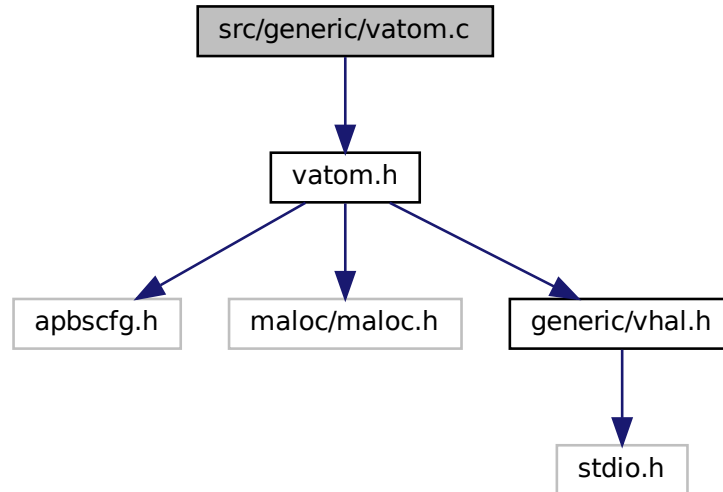 src/generic/vatom.c
vatom.h
apbscfg.h
maloc/maloc.h
generic/vhal.h
stdio.h